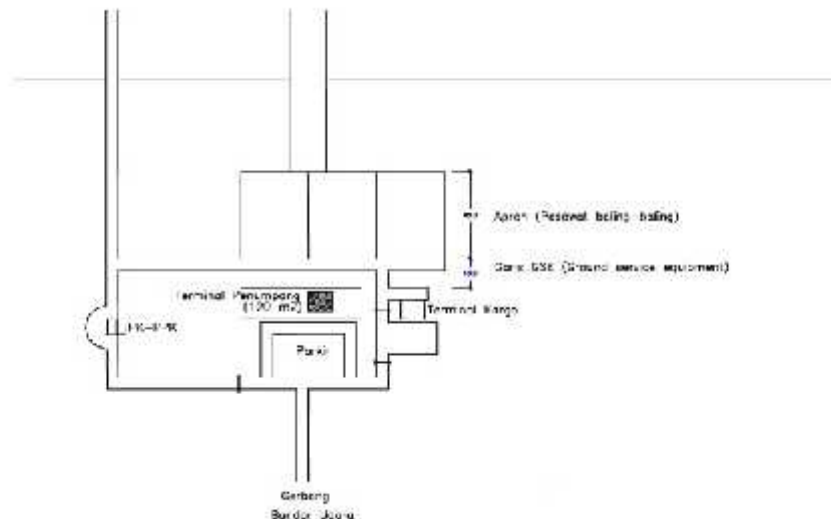 Apron (Pesawat baling baling)
Garis GSE (Ground service equipment)
Terminal Penumpang
(120 m2)
Terminal Kargo
Parkir
Gerbang
Bandar Udara